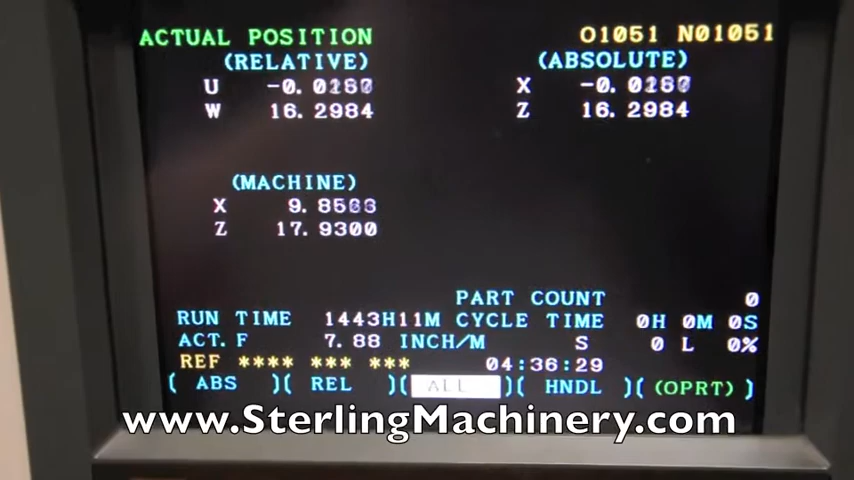 ACTUAL POSITION O1051 N01051
(RELATIVE) (ABSOLUTE)
U X
W 16.2984 Z 16.2984
(MACHINE)
X
Z 17.9300
PART COUNT 0
RUN TIME 1443H11M CYCLE TIME 0H 0M 0S
ACT.F 7.88 INCH/M S 0 L 0%
REF **** *** *** 04:36:29
( ABS )( REL )( ALL )( HNDL )( (OPRT) )
www.SterlingMachinery.com